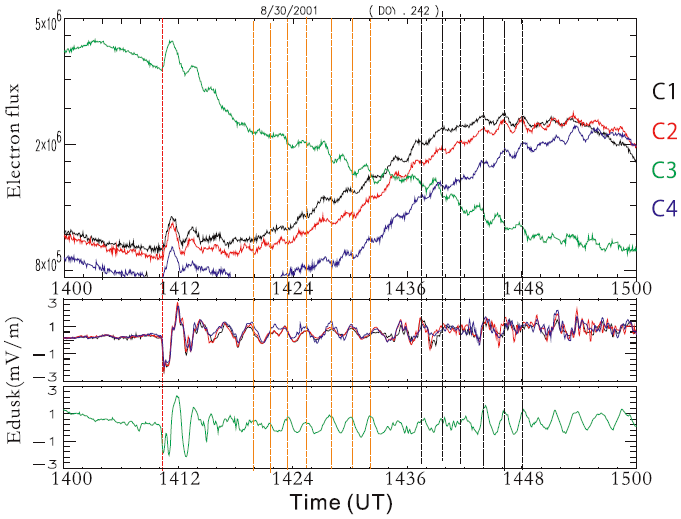 8/30/2001 ( DOY . 242 )
5x10⁶
2x10⁶
8x10⁵
Electron flux
C1
C2
C3
C4
1400 1412 1424 1436 1448 1500
3
1
-1
-3
3
1
-1
-3
Edusk(mV/m)
1400 1412 1424 1436 1448 1500
Time (UT)